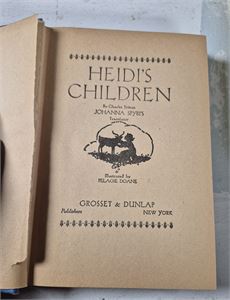 HEIDI'S
CHILDREN
By Charles Tritten
JOHANNA SPYRI'S
Translator
Illustrated by
PELAGIE DOANE
GROSSET & DUNLAP
Publishers NEW YORK